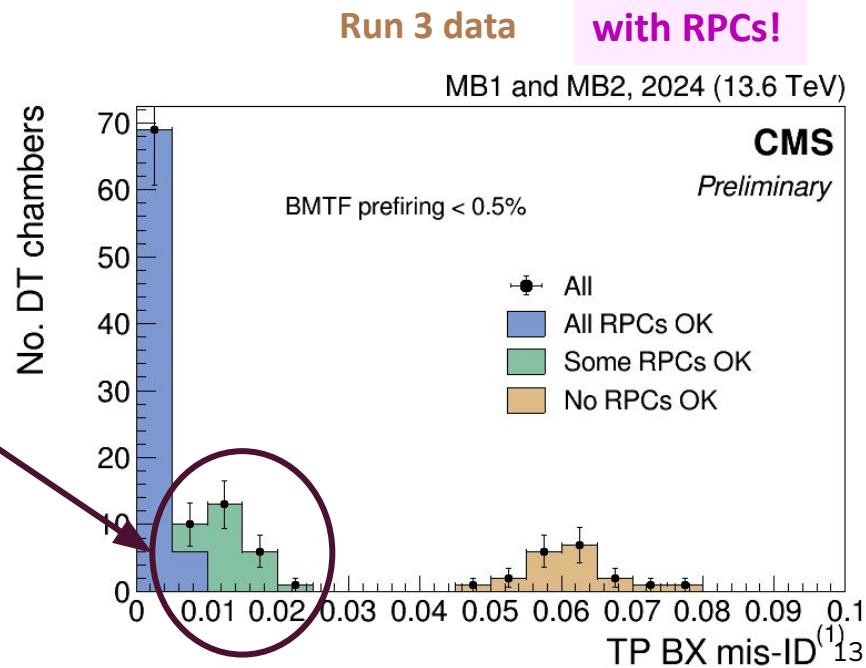 Run 3 data
with RPCs!
MB1 and MB2, 2024 (13.6 TeV)
CMS
Preliminary
BMTF prefiring < 0.5%
All
All RPCs OK
Some RPCs OK
No RPCs OK
No. DT chambers
70
60
50
40
30
20
10
0
0 0.01 0.02 0.03 0.04 0.05 0.06 0.07 0.08 0.09 0.1
TP BX mis-ID(1)
13